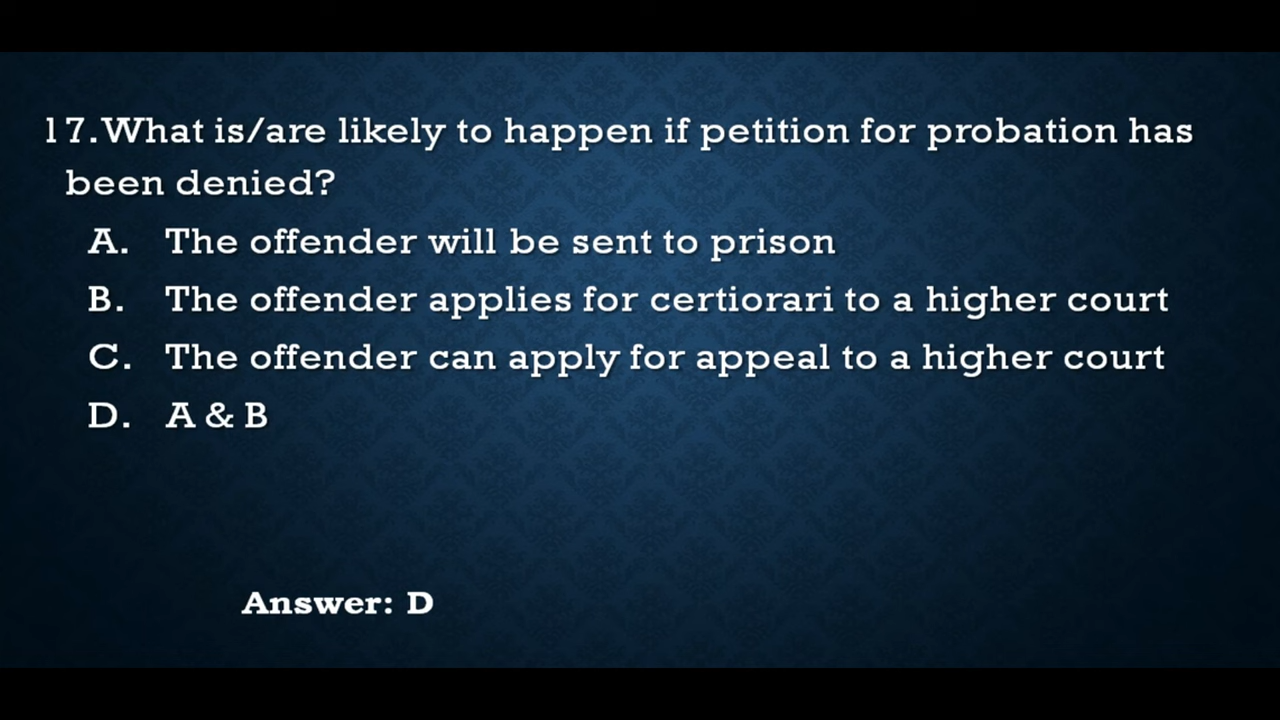 17.What is/are likely to happen if petition for probation has
been denied?
A. The offender will be sent to prison
B. The offender applies for certiorari to a higher court
C. The offender can apply for appeal to a higher court
D. A & B
Answer: D